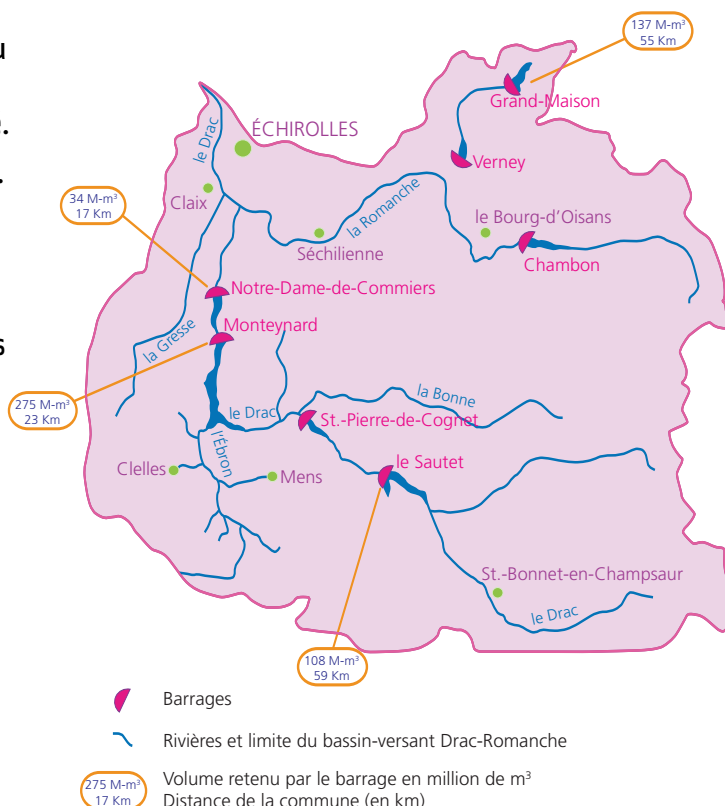 u
e.
.
s
137 M-m³
55 Km
Grand-Maison
le Drac
ÉCHIROLLES
Verney
34 M-m³
17 Km
Claix
la Romanche
le Bourg-d'Oisans
Séchilienne
Chambon
Notre-Dame-de-Commiers
la Gresse
Monteynard
275 M-m³
23 Km
la Bonne
le Drac
St.-Pierre-de-Cognet
l'Ébron
le Sautet
Clelles
Mens
St.-Bonnet-en-Champsaur
le Drac
108 M-m³
59 Km
Barrages
Rivières et limite du bassin-versant Drac-Romanche
275 M-m³
17 Km
Volume retenu par le barrage en million de m³
Distance de la commune (en km)